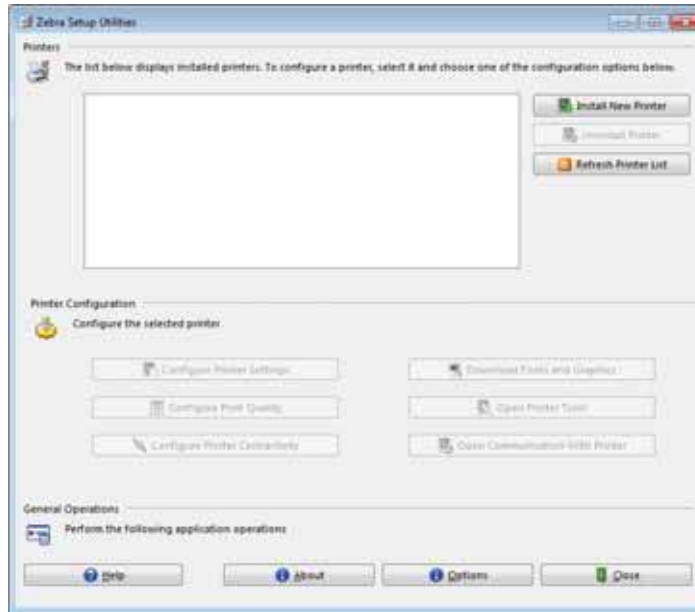 Zebra Setup Utilities
Printers
The list below displays installed printers. To configure a printer, select it and choose one of the configuration options below.
Install New Printer
Uninstall Printer
Refresh Printer List
Printer Configuration
Configure the selected printer
Configure Printer Settings
Download Fonts and Graphics
Configure Print Quality
Open Printer Tools
Configure Printer Connectivity
Open Communication With Printer
General Operations
Perform the following application operations
Help
About
Options
Close